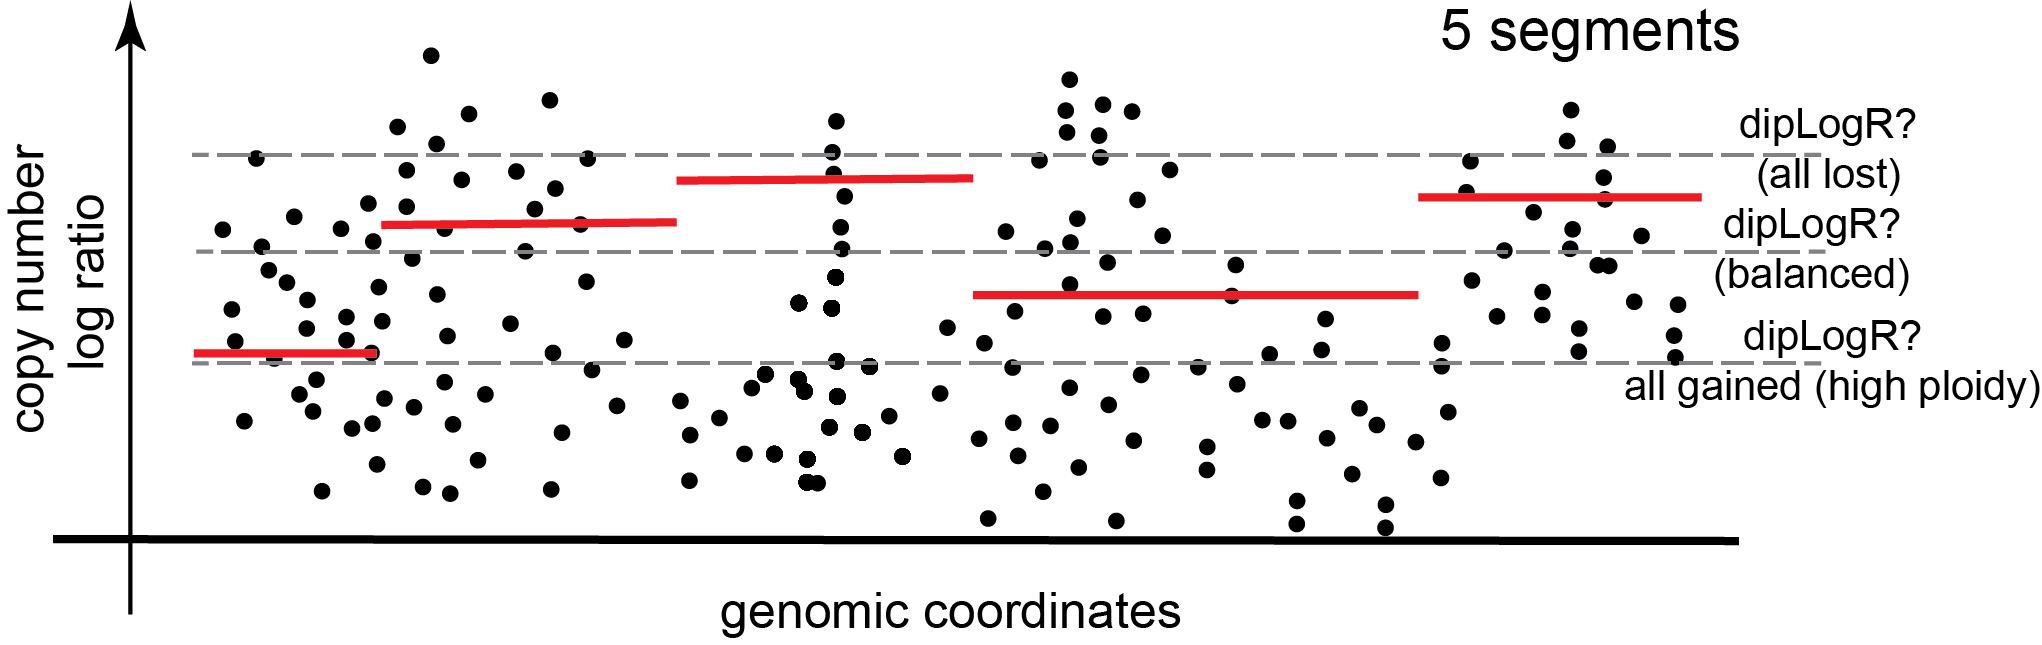 5 segments
dipLogR?
(all lost)
dipLogR?
(balanced)
dipLogR?
all gained (high ploidy)
copy number
log ratio
genomic coordinates